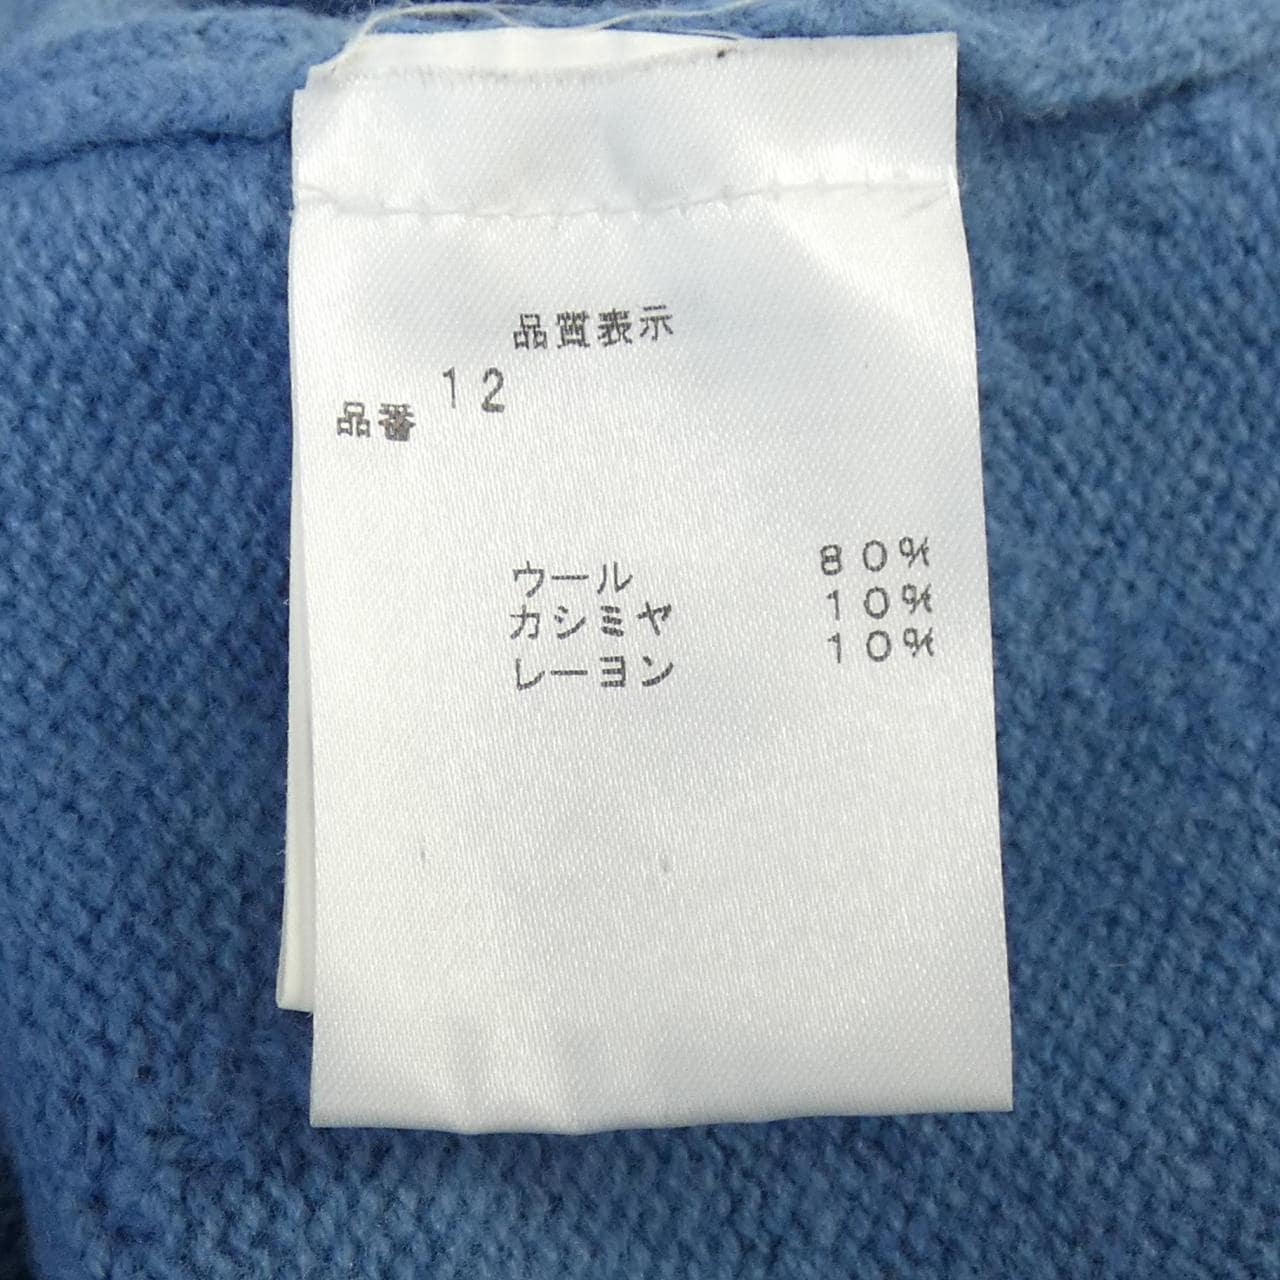 品質表示
品番 12
ウール 80%
カシミヤ 10%
レーヨン 10%